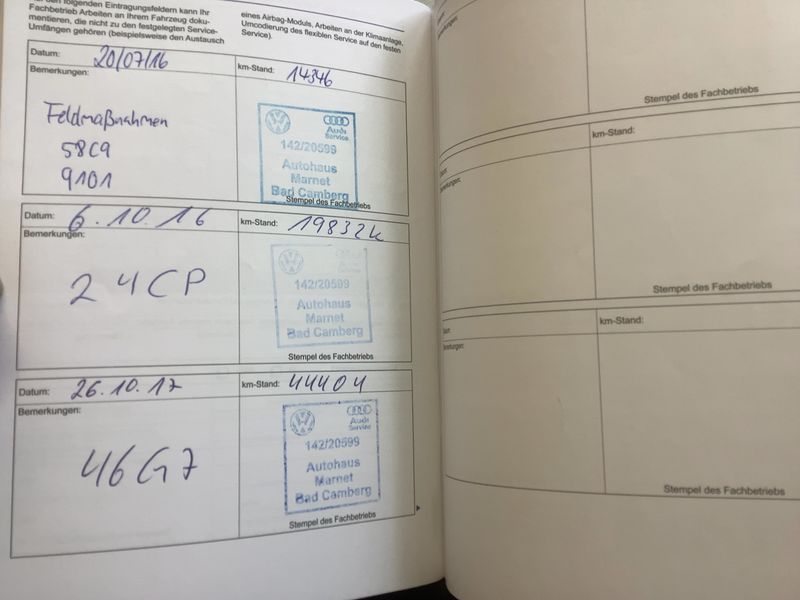 den folgenden Eintragungsfeldern kann Ihr
Fachbetrieb Arbeiten an Ihrem Fahrzeug doku-
mentieren, die nicht zu den festgelegten Service-
Umfängen gehören (beispielsweise den Austausch
eines Airbag-Moduls, Arbeiten an der Klimaanlage,
Umcodierung des flexiblen Service auf den festen
Service).
Datum: 20/07/16
km-Stand: 14346
Bemerkungen:
Feldmaßnahmen
58C9
9101
Audi
Service
142/20599
Autohaus
Marnet
Bad Camberg
Stempel des Fachbetriebs
Datum: 6.10.16
km-Stand: 19832k
Bemerkungen:
24CP
142/20599
Autohaus
Marnet
Bad Camberg
Stempel des Fachbetriebs
Datum: 26.10.17
km-Stand: 44404
Bemerkungen:
46G7
Audi
Service
142/20599
Autohaus
Marnet
Bad Camberg
Stempel des Fachbetriebs
Stempel des Fachbetriebs
km-Stand:
Stempel des Fachbetriebs
km-Stand:
Stempel des Fachbetriebs